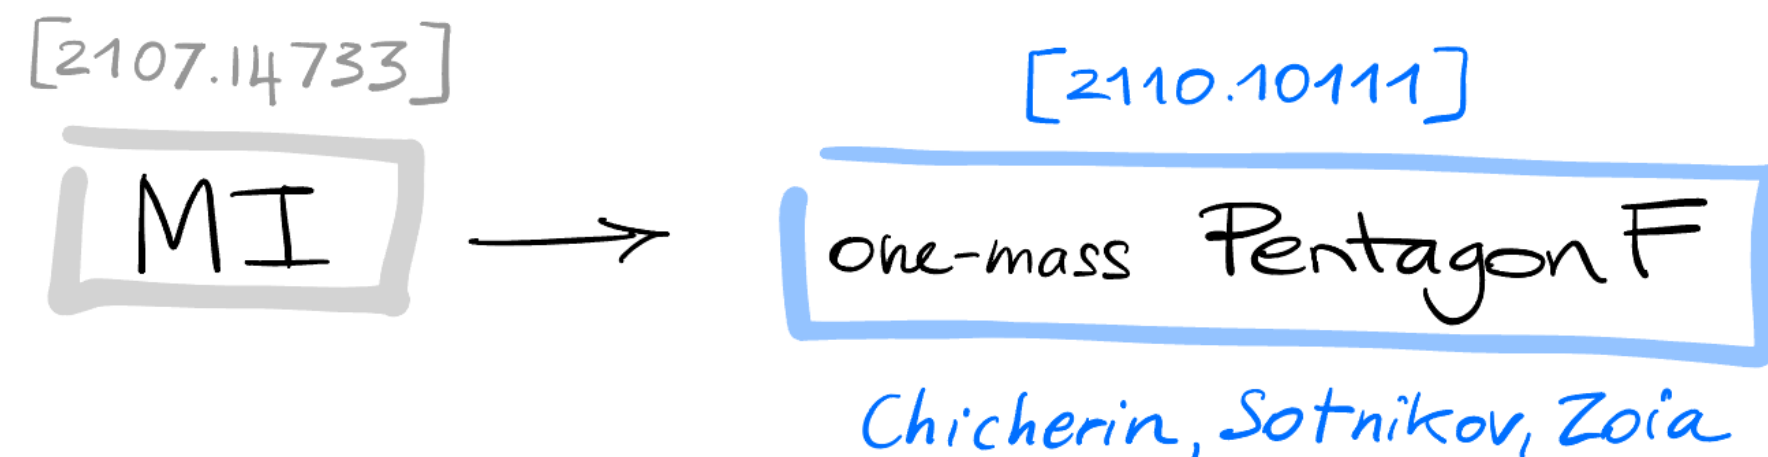 [2107.14733]
[2110.10111]
MI → one-mass Pentagon F
Chicherin, Sotnikov, Zoia